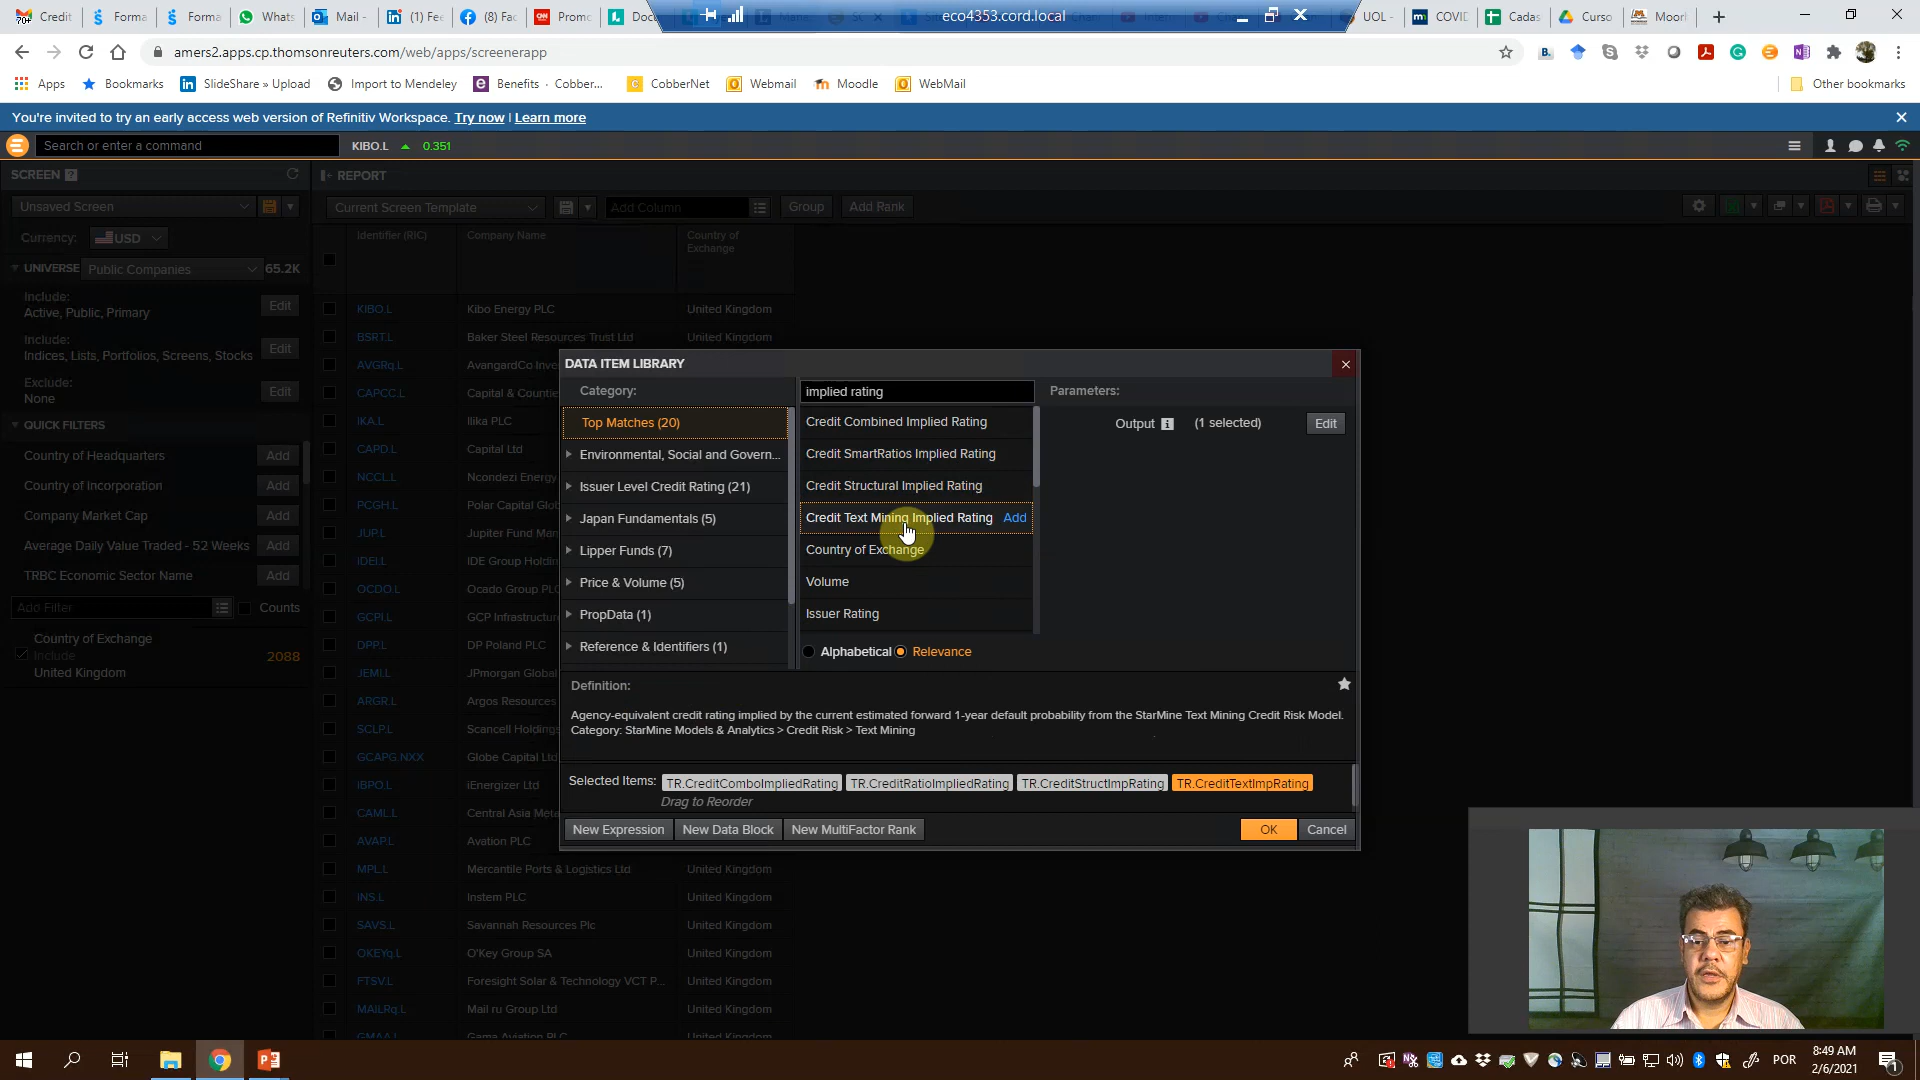 Credit
Forma
Forma
Whats
Mail -
(1) Fee
(8) Fac
Promo
Docu
eco4353.cord.local
UOL -
COVID
Cadas
Curso
Moorh
amers2.apps.cp.thomsonreuters.com/web/apps/screenerapp
Apps
Bookmarks
SlideShare » Upload
Import to Mendeley
Benefits · Cobber...
CobberNet
Webmail
Moodle
WebMail
Other bookmarks
You're invited to try an early access web version of Refinitiv Workspace. Try now | Learn more
Search or enter a command
KIBO.L
0.351
SCREEN
REPORT
Unsaved Screen
Current Screen Template
Add Column
Group
Add Rank
Currency:
USD
UNIVERSE
Public Companies
65.2K
Include:
Active, Public, Primary
Edit
Include:
Indices, Lists, Portfolios, Screens, Stocks
Edit
Exclude:
None
Edit
QUICK FILTERS
Country of Headquarters
Add
Country of Incorporation
Add
Company Market Cap
Add
Average Daily Value Traded - 52 Weeks
Add
TRBC Economic Sector Name
Add
Add Filter
Counts
Country of Exchange
Include
United Kingdom
2088
Identifier (RIC)
Company Name
Country of
Exchange
KIBO.L
Kibo Energy PLC
United Kingdom
BSRT.L
Baker Steel Resources Trust Ltd
United Kingdom
AVGRq.L
AvangardCo Inve
CAPCC.L
Capital & Countie
IKA.L
Ilika PLC
CAPD.L
Capital Ltd
NCCL.L
Ncondezi Energy
PCGH.L
Polar Capital Glob
JUP.L
Jupiter Fund Man
IDEI.L
IDE Group Holdin
OCDO.L
Ocado Group PLC
GCPI.L
GCP Infrastructur
DPP.L
DP Poland PLC
JEMI.L
JPmorgan Global
ARGR.L
Argos Resources
SCLP.L
Scancell Holdings
GCAPG.NXX
Globe Capital Ltd
IBPO.L
iEnergizer Ltd
CAML.L
Central Asia Meta
AVAP.L
Avation PLC
MPL.L
Mercantile Ports & Logistics Ltd
United Kingdom
INS.L
Instem PLC
United Kingdom
SAVS.L
Savannah Resources Plc
United Kingdom
OKEYq.L
O'Key Group SA
United Kingdom
FTSV.L
Foresight Solar & Technology VCT P...
United Kingdom
MAILRq.L
Mail ru Group Ltd
United Kingdom
GMAA.L
Gama Aviation PLC
United Kingdom
DATA ITEM LIBRARY
Category:
implied rating
Parameters:
Top Matches (20)
Environmental, Social and Govern...
Issuer Level Credit Rating (21)
Japan Fundamentals (5)
Lipper Funds (7)
Price & Volume (5)
PropData (1)
Reference & Identifiers (1)
Credit Combined Implied Rating
Credit SmartRatios Implied Rating
Credit Structural Implied Rating
Credit Text Mining Implied Rating
Add
Country of Exchange
Volume
Issuer Rating
Output
(1 selected)
Edit
Alphabetical
Relevance
Definition:
Agency-equivalent credit rating implied by the current estimated forward 1-year default probability from the StarMine Text Mining Credit Risk Model.
Category: StarMine Models & Analytics > Credit Risk > Text Mining
Selected Items:
TR.CreditComboImpliedRating
TR.CreditRatioImpliedRating
TR.CreditStructImpRating
TR.CreditTextImpRating
Drag to Reorder
New Expression
New Data Block
New MultiFactor Rank
OK
Cancel
POR
8:49 AM
2/6/2021
1